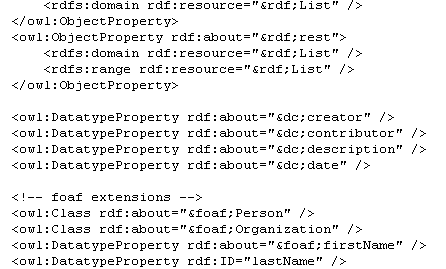 <rdfs:domain rdf:resource="&rdf;List" />
</owl:ObjectProperty>
<owl:ObjectProperty rdf:about="&rdf;rest">
<rdfs:domain rdf:resource="&rdf;List" />
<rdfs:range rdf:resource="&rdf;List" />
</owl:ObjectProperty>
<owl:DatatypeProperty rdf:about="&dc;creator" />
<owl:DatatypeProperty rdf:about="&dc;contributor" />
<owl:DatatypeProperty rdf:about="&dc;description" />
<owl:DatatypeProperty rdf:about="&dc;date" />
<!-- foaf extensions -->
<owl:Class rdf:about="&foaf;Person" />
<owl:Class rdf:about="&foaf;Organization" />
<owl:DatatypeProperty rdf:about="&foaf;firstName" />
<owl:DatatypeProperty rdf:ID="lastName" />